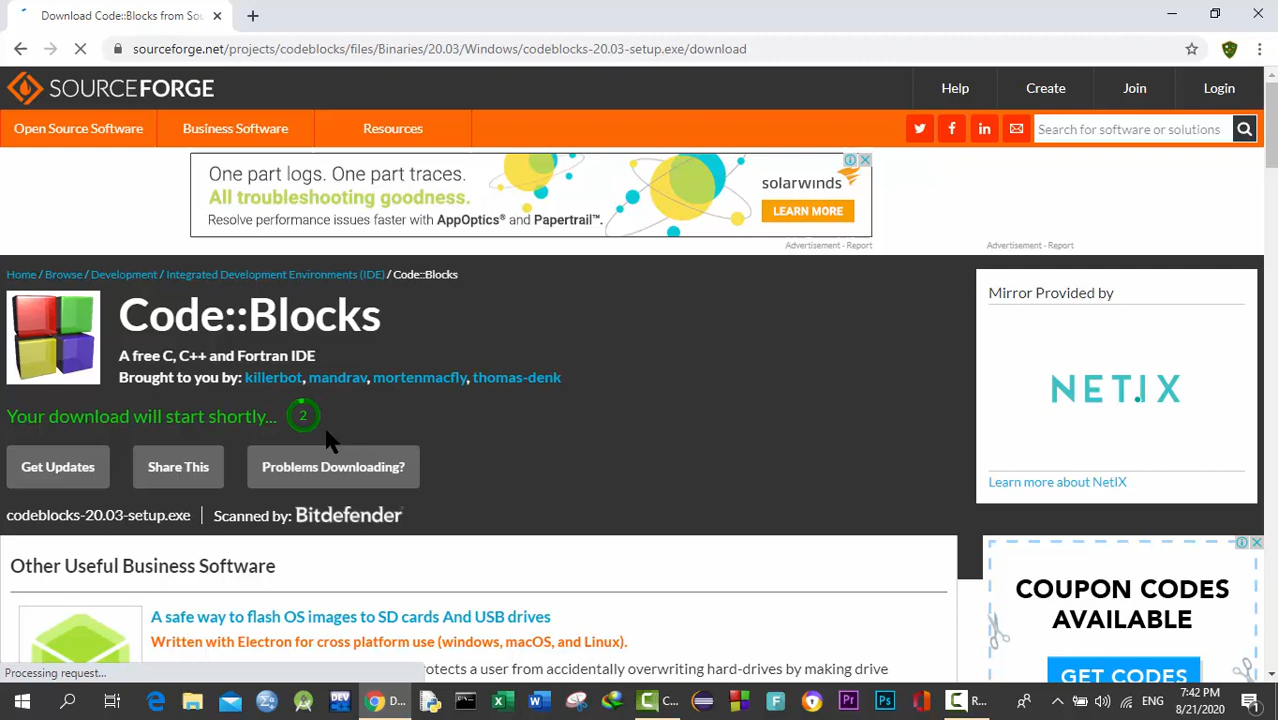 Download Code::Blocks from Sou
sourceforge.net/projects/codeblocks/files/Binaries/20.03/Windows/codeblocks-20.03-setup.exe/download
SOURCEFORGE
Help
Create
Join
Login
Open Source Software
Business Software
Resources
Search for software or solutions
One part logs. One part traces.
All troubleshooting goodness.
Resolve performance issues faster with AppOptics™ and Papertrail™.
solarwinds
LEARN MORE
Advertisement - Report
Advertisement - Report
Home / Browse / Development / Integrated Development Environments (IDE) / Code::Blocks
Code::Blocks
A free C, C++ and Fortran IDE
Brought to you by: killerbot, mandrav, mortenmacfly, thomas-denk
Your download will start shortly... 2
Get Updates
Share This
Problems Downloading?
codeblocks-20.03-setup.exe
Scanned by: Bitdefender
Mirror Provided by
NETIX
Learn more about NetIX
Other Useful Business Software
A safe way to flash OS images to SD cards And USB drives
Written with Electron for cross platform use (windows, macOS, and Linux).
rotects a user from accidentally overwriting hard-drives by making drive
COUPON CODES
AVAILABLE
GET CODES
Processing request...
DEV
D...
C...
F
Pr
Ps
R...
ENG
7:42 PM
8/21/2020